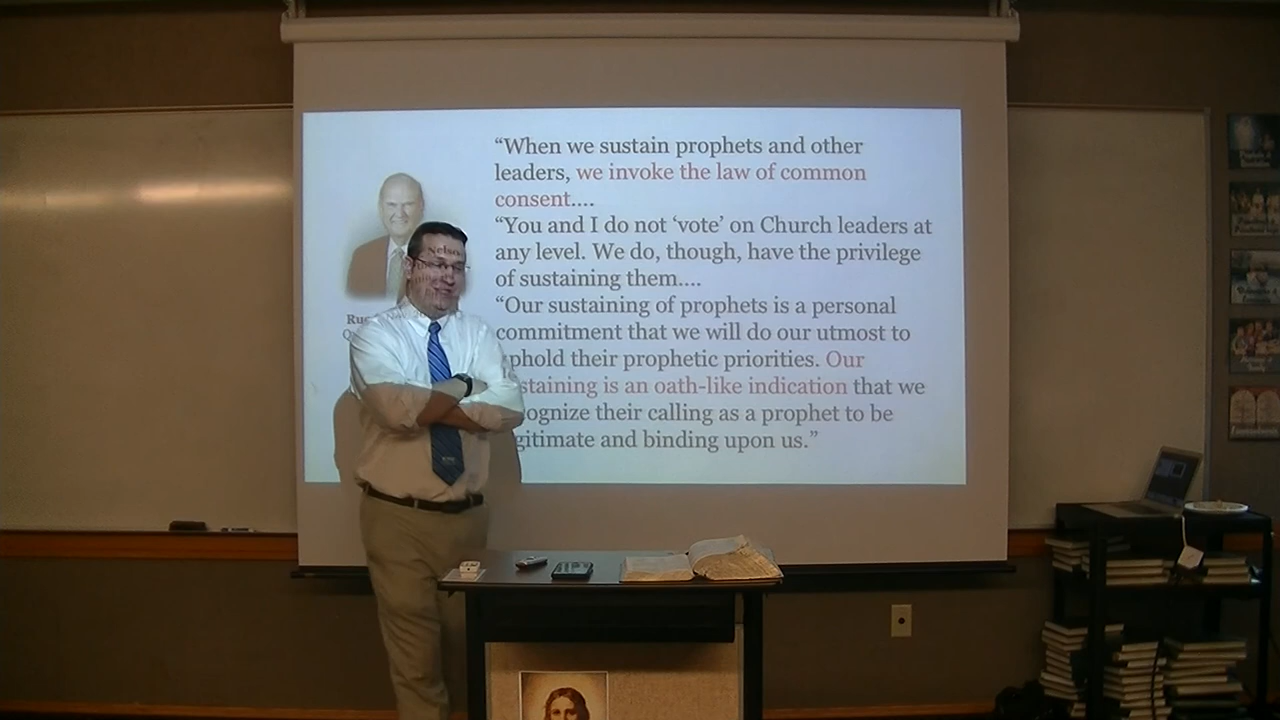 “When we sustain prophets and other
leaders, we invoke the law of common
consent....
“You and I do not ‘vote’ on Church leaders at
any level. We do, though, have the privilege
of sustaining them....
“Our sustaining of prophets is a personal
commitment that we will do our utmost to
phold their prophetic priorities. Our
staining is an oath-like indication that we
ognize their calling as a prophet to be
gitimate and binding upon us.”
Nelso